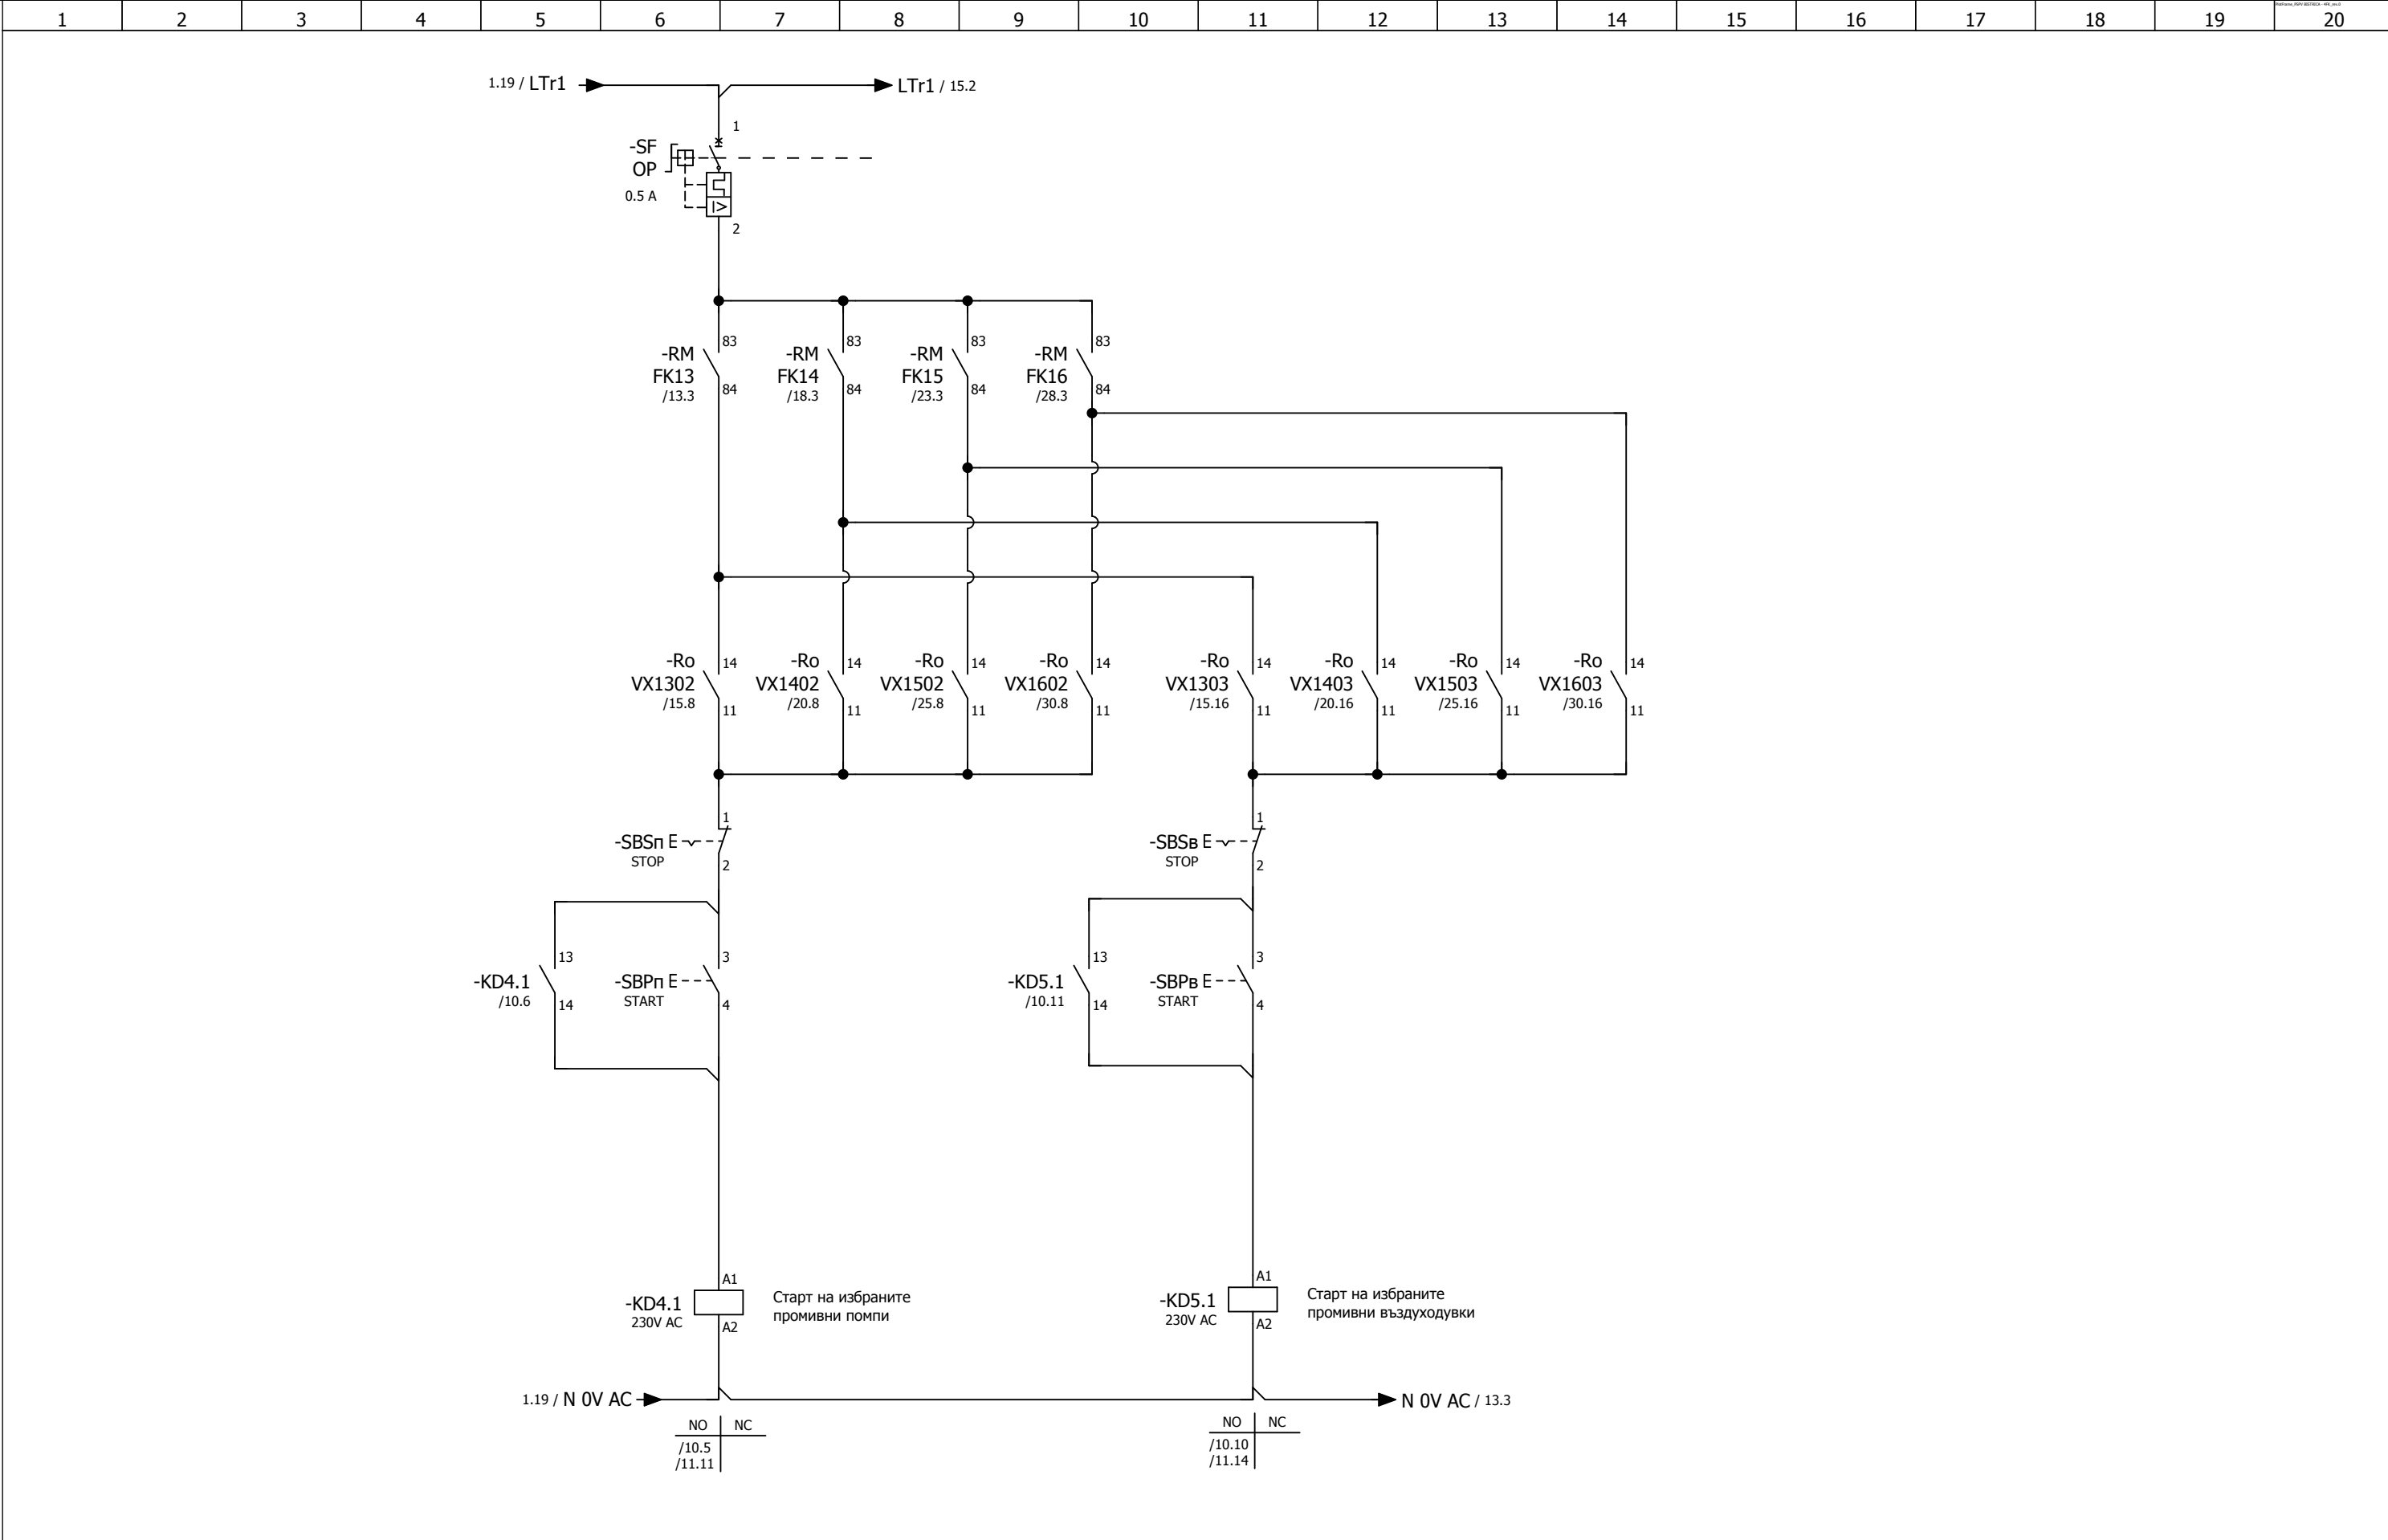 1 2 3 4 5 6 7 8 9 10 11 12 13 14 15 16 17 18 19 20
1.19 / LTr1
LTr1 / 15.2
1
-SF
OP
0.5 A
2
83 83 83 83
-RM -RM -RM -RM
FK13 FK14 FK15 FK16
/13.3 /18.3 /23.3 /28.3
84 84 84 84
-Ro 14 -Ro 14 -Ro 14 -Ro 14 -Ro 14 -Ro 14 -Ro 14 -Ro 14
VX1302 VX1402 VX1502 VX1602 VX1303 VX1403 VX1503 VX1603
/15.8 /20.8 /25.8 /30.8 /15.16 /20.16 /25.16 /30.16
11 11 11 11 11 11 11 11
1 1
-SBSп E -SBSв E
STOP STOP
2 2
13 3 13 3
-KD4.1 -SBPп E -KD5.1 -SBPв E
/10.6 START /10.11 START
14 4 14 4
A1 A1
-KD4.1 Старт на избраните -KD5.1 Старт на избраните
230V AC промивни помпи 230V AC промивни въздуходувки
A2 A2
1.19 / N 0V AC
N 0V AC / 13.3
NO NC NO NC
/10.5 /10.10
/11.11 /11.14